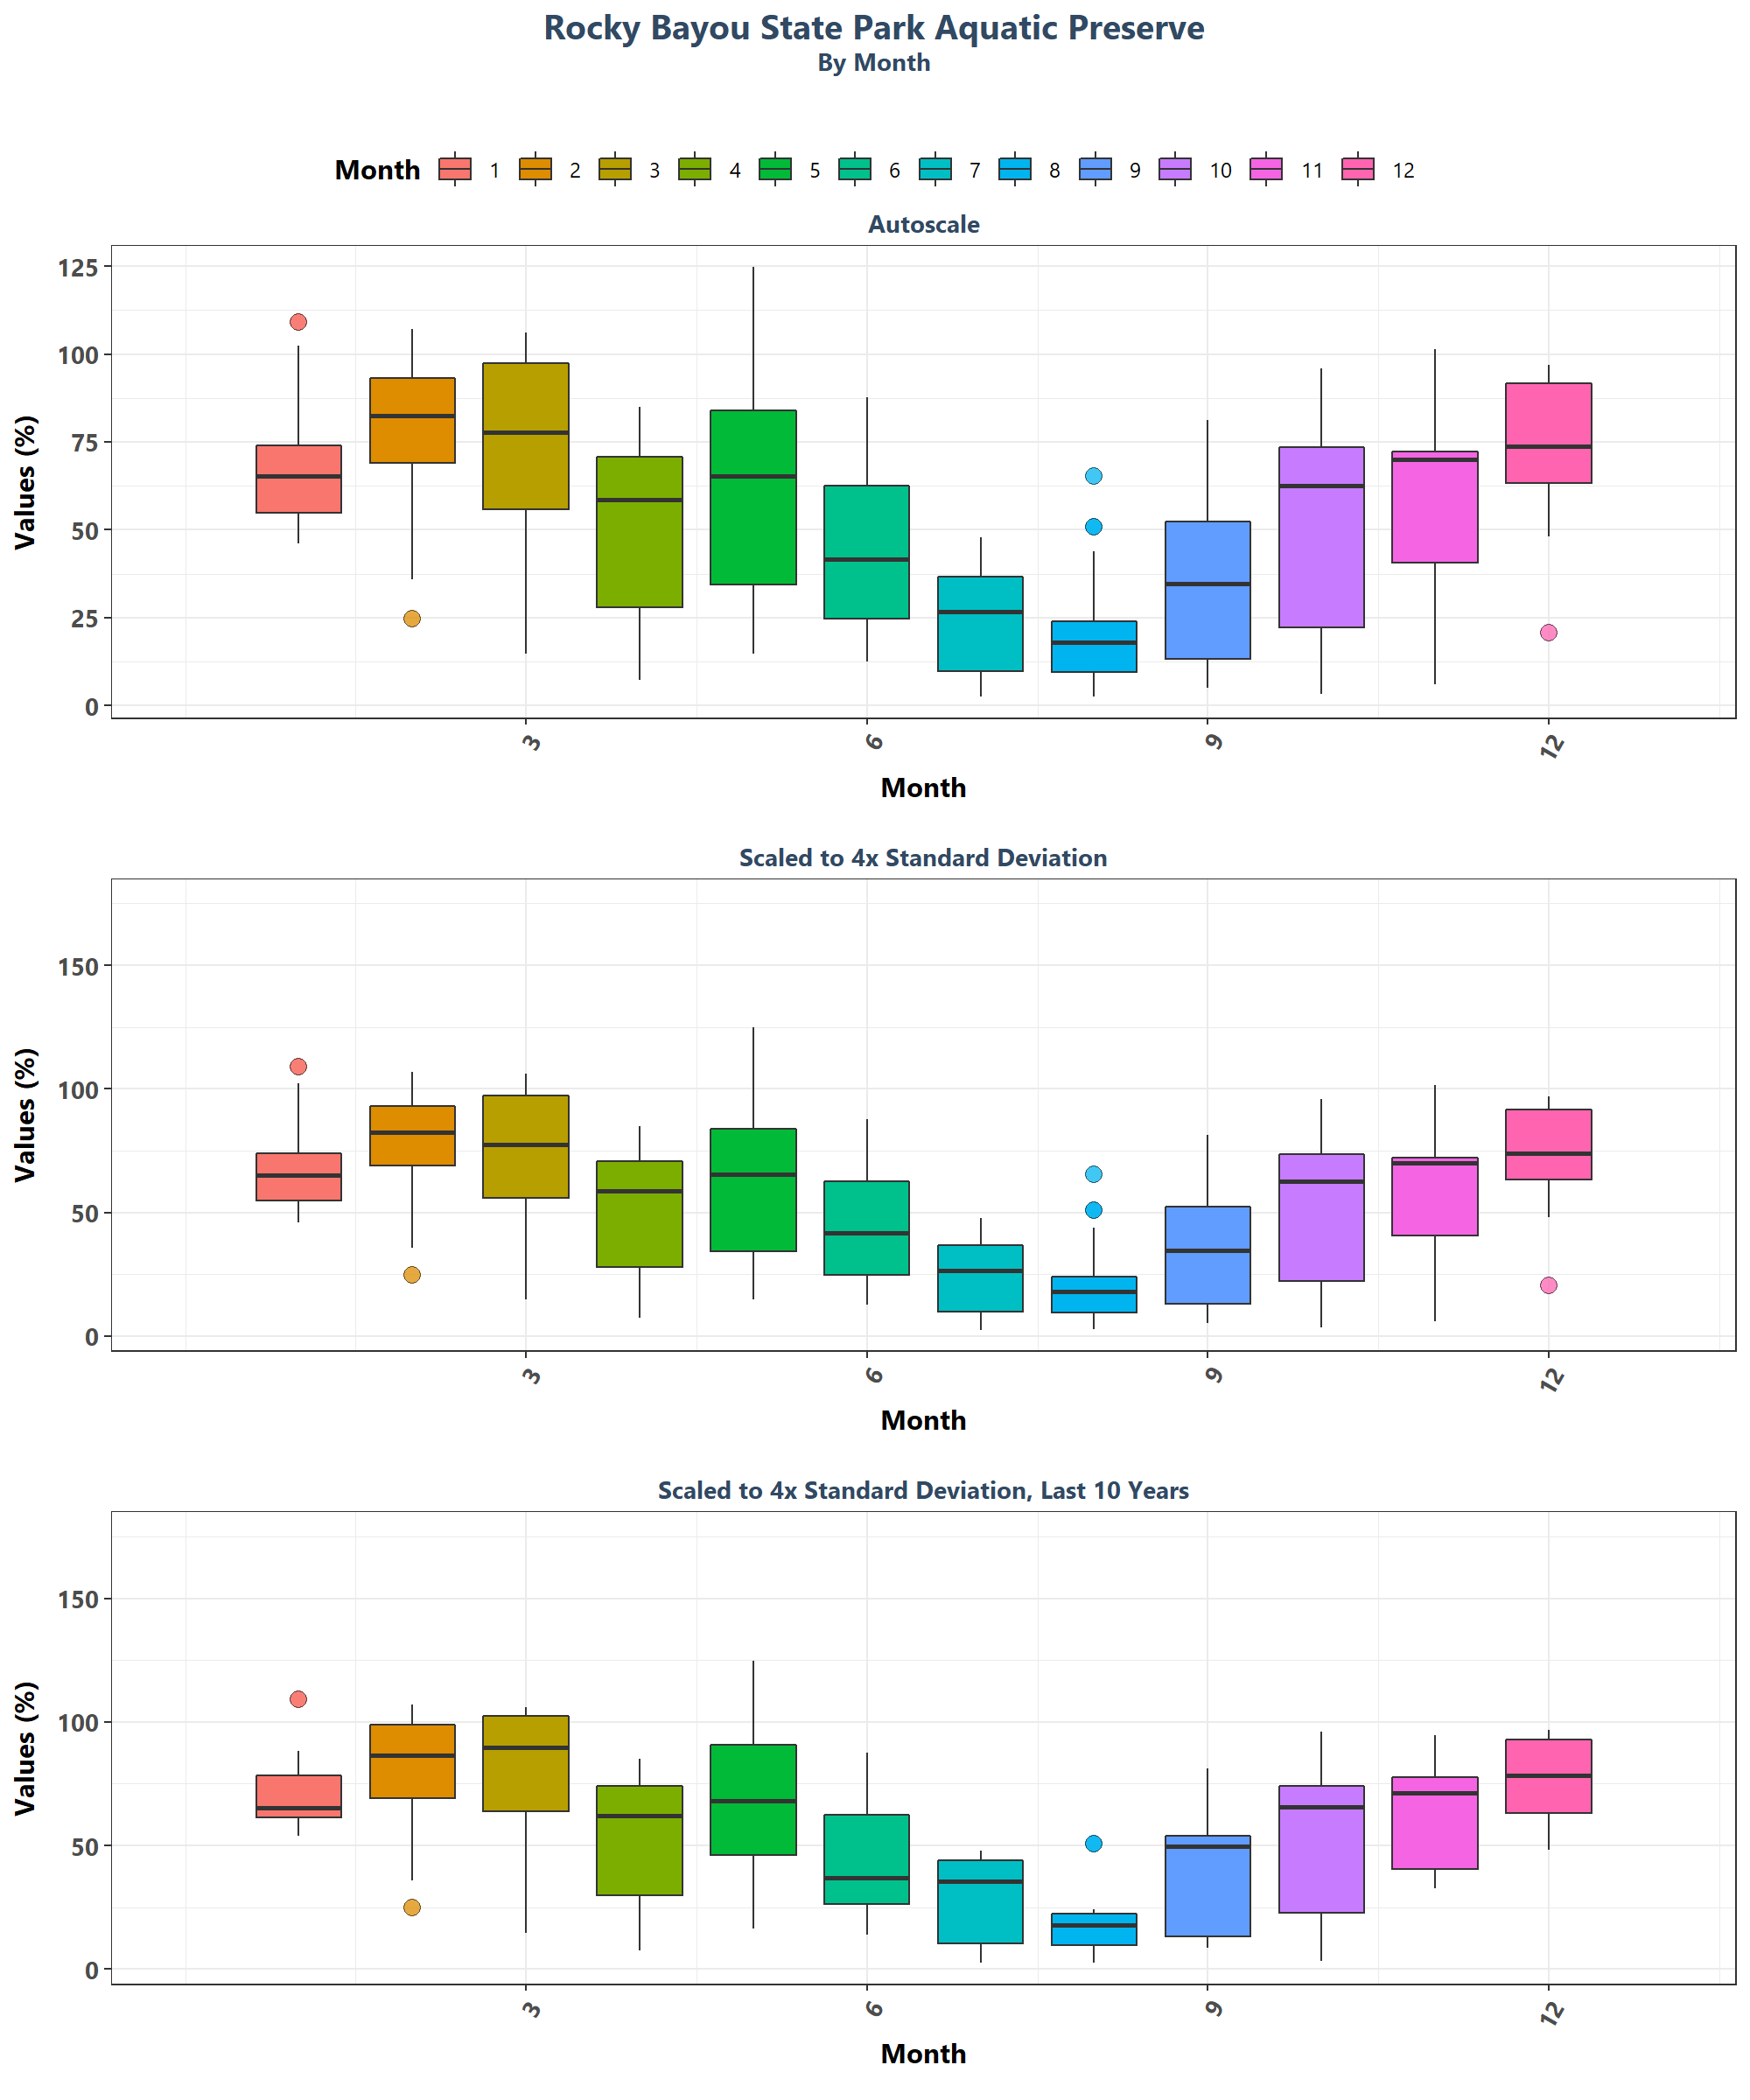 Rocky Bayou State Park Aquatic Preserve
By Month
Month 1 2 3 4 5 6 7 8 9 10 11 12
Autoscale
Values (%)
125
100
75
50
25
0
3 6 9 12
Month
Scaled to 4x Standard Deviation
Values (%)
150
100
50
0
3 6 9 12
Month
Scaled to 4x Standard Deviation, Last 10 Years
Values (%)
150
100
50
0
3 6 9 12
Month